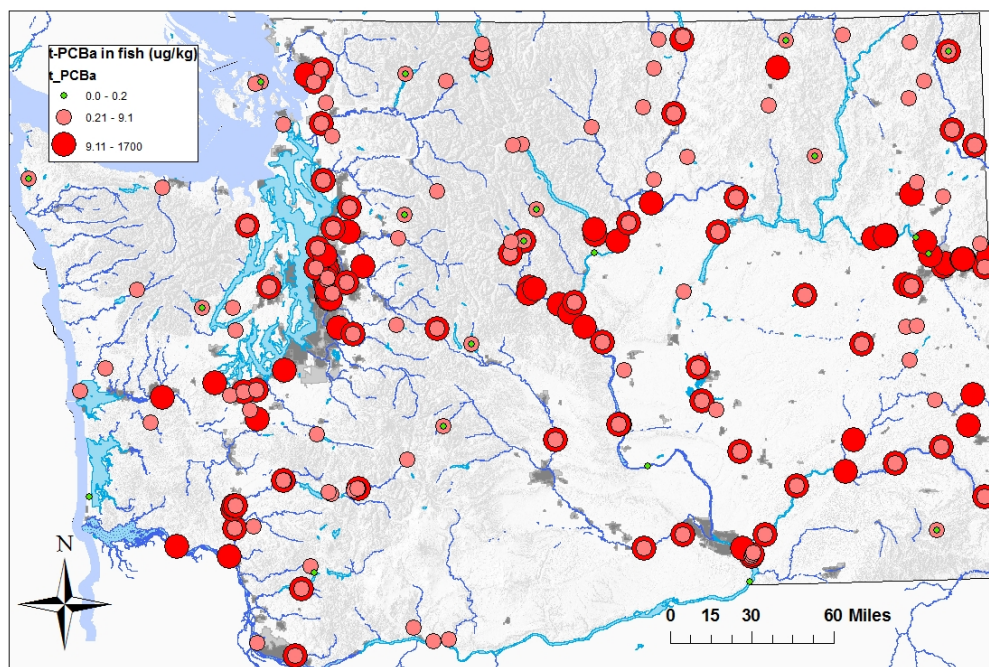 t-PCBa in fish (ug/kg)
t_PCBa
0.0 - 0.2
0.21 - 9.1
9.11 - 1700
N
0 15 30 60 Miles